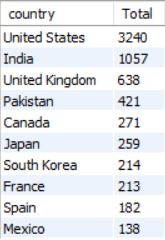 country Total
United States 3240
India 1057
United Kingdom 638
Pakistan 421
Canada 271
Japan 259
South Korea 214
France 213
Spain 182
Mexico 138